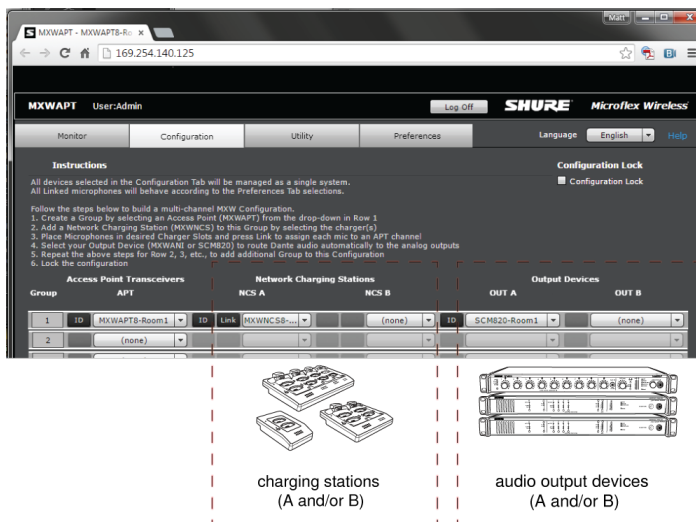 Matt
S MXWAPT - MXWAPT8-Ro x
169.254.140.125
MXWAPT User:Admin Log Off SHURE Microflex Wireless
Monitor Configuration Utility Preferences Language English Help
Instructions Configuration Lock
All devices selected in the Configuration Tab will be managed as a single system. Configuration Lock
All Linked microphones will behave according to the Preferences Tab selections.
Follow the steps below to build a multi-channel MXW Configuration.
1. Create a Group by selecting an Access Point (MXWAPT) from the drop-down in Row 1
2. Add a Network Charging Station (MXWNCS) to this Group by selecting the charger(s)
3. Place Microphones in desired Charger Slots and press Link to assign each mic to an APT channel
4. Select your Output Device (MXWANI or SCM820) to route Dante audio automatically to the analog outputs
5. Repeat the above steps for Row 2, 3, etc., to add additional Group to this Configuration
6. Lock the configuration
Access Point Transceivers Network Charging Stations Output Devices
Group APT NCS A NCS B OUT A OUT B
1 ID MXWAPT8-Room1 ID Link MXWNCS8-... (none) ID SCM820-Room1 (none)
2 (none)
charging stations
(A and/or B)
audio output devices
(A and/or B)